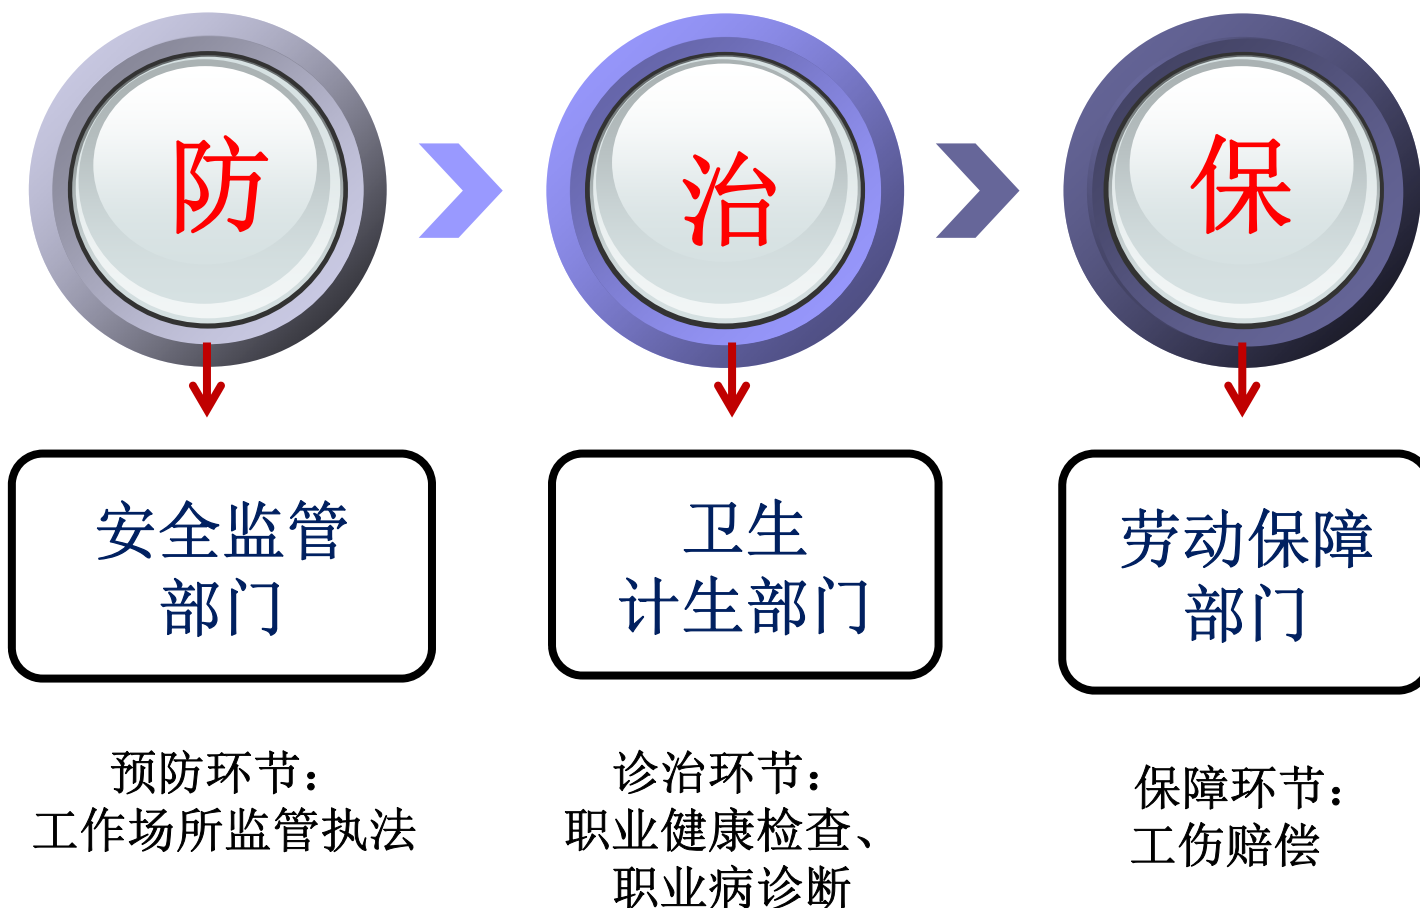 防
治
保
安全监管
部门
卫生
计生部门
劳动保障
部门
预防环节：
工作场所监管执法
诊治环节：
职业健康检查、
职业病诊断
保障环节：
工伤赔偿